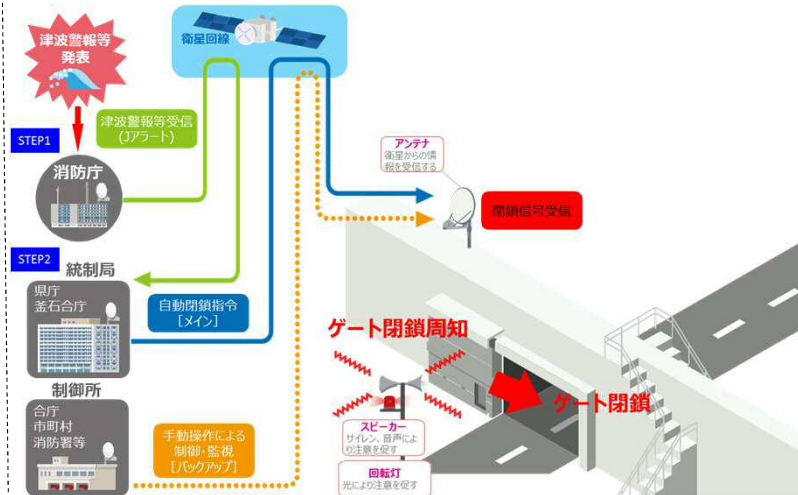 津波警報等
発表
衛星回線
津波警報等受信
(Jアラート)
STEP1
消防庁
アンテナ
衛星からの情
報を受信する
閉鎖信号受信
STEP2
統制局
県庁
釜石合庁
自動閉鎖指令
[メイン]
ゲート閉鎖周知
ゲート閉鎖
制御所
合庁
市町村
消防署等
手動操作による
制御・監視
[バックアップ]
スピーカー
サイレン、音声によ
り注意を促す
回転灯
光により注意を促す